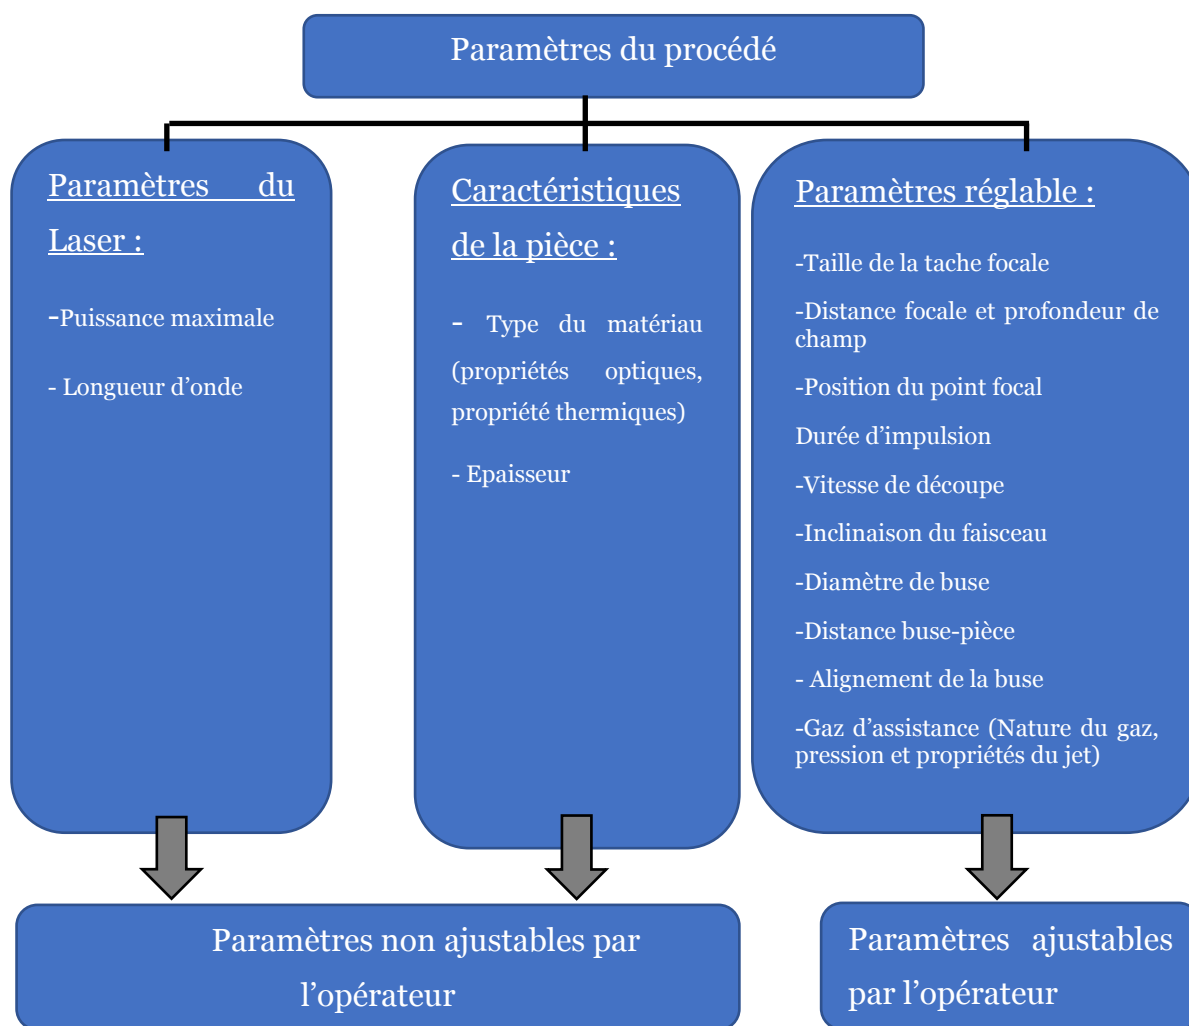 Paramètres du procédé
Paramètres du
Laser :
-Puissance maximale
- Longueur d’onde
Caractéristiques
de la pièce :
- Type du matériau
(propriétés optiques,
propriété thermiques)
- Epaisseur
Paramètres réglable :
-Taille de la tache focale
-Distance focale et profondeur de
champ
-Position du point focal
Durée d’impulsion
-Vitesse de découpe
-Inclinaison du faisceau
-Diamètre de buse
-Distance buse-pièce
- Alignement de la buse
-Gaz d’assistance (Nature du gaz,
pression et propriétés du jet)
Paramètres non ajustables par
l’opérateur
Paramètres ajustables
par l’opérateur